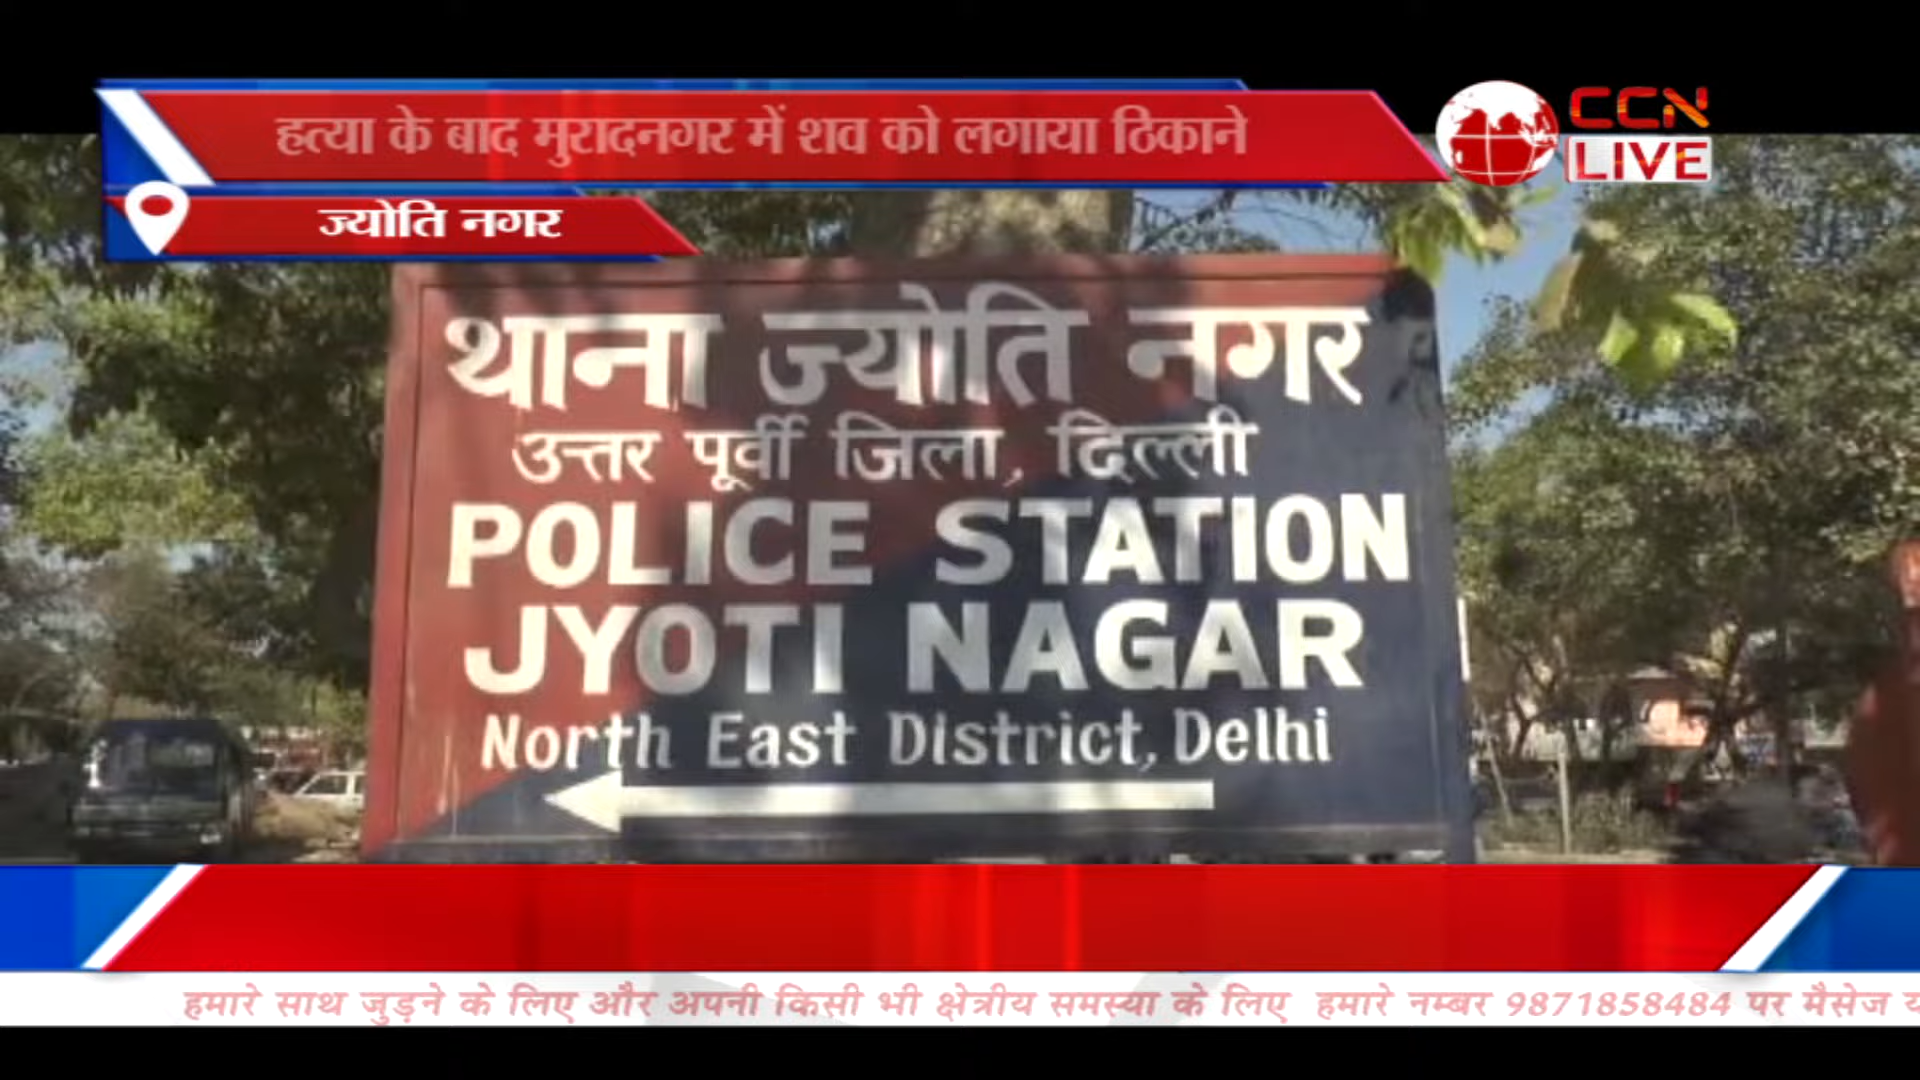 हत्या के बाद मुरादनगर में शव को लगाया ठिकाने
CCN
LIVE
ज्योति नगर
थाना ज्योति नगर
उत्तर पूर्वी जिला, दिल्ली
POLICE STATION
JYOTI NAGAR
North East District, Delhi
हमारे साथ जुड़ने के लिए और अपनी किसी भी क्षेत्रीय समस्या के लिए हमारे नम्बर 9871858484 पर मैसेज